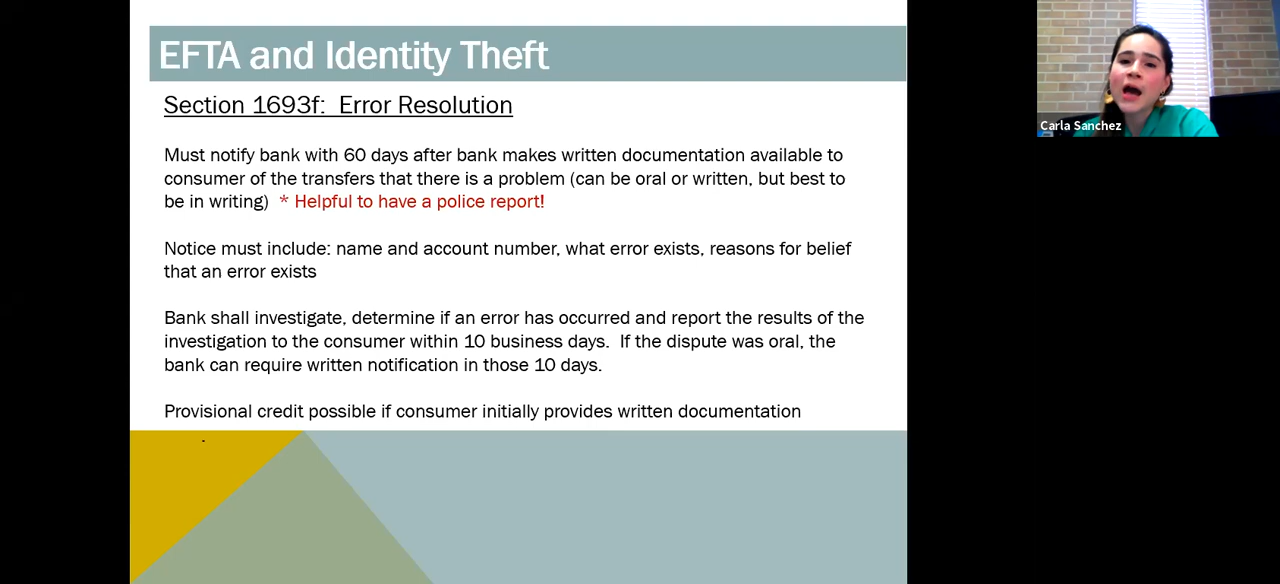 EFTA and Identity Theft
Section 1693f:  Error Resolution
Must notify bank with 60 days after bank makes written documentation available to
consumer of the transfers that there is a problem (can be oral or written, but best to
be in writing)  * Helpful to have a police report!
Notice must include: name and account number, what error exists, reasons for belief
that an error exists
Bank shall investigate, determine if an error has occurred and report the results of the
investigation to the consumer within 10 business days.  If the dispute was oral, the
bank can require written notification in those 10 days.
Provisional credit possible if consumer initially provides written documentation
.
Carla Sanchez